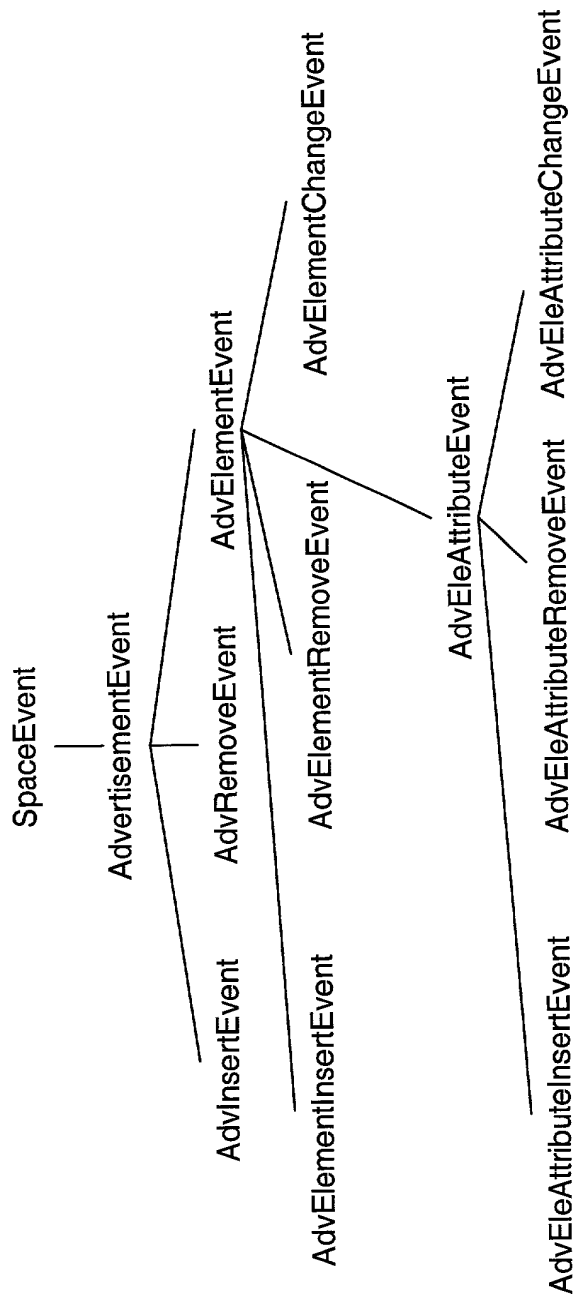 SpaceEvent
AdvertisementEvent
AdvInsertEvent
AdvRemoveEvent
AdvElementEvent
AdvElementInsertEvent
AdvElementRemoveEvent
AdvElementChangeEvent
AdvEleAttributeEvent
AdvEleAttributeInsertEvent
AdvEleAttributeRemoveEvent
AdvEleAttributeChangeEvent